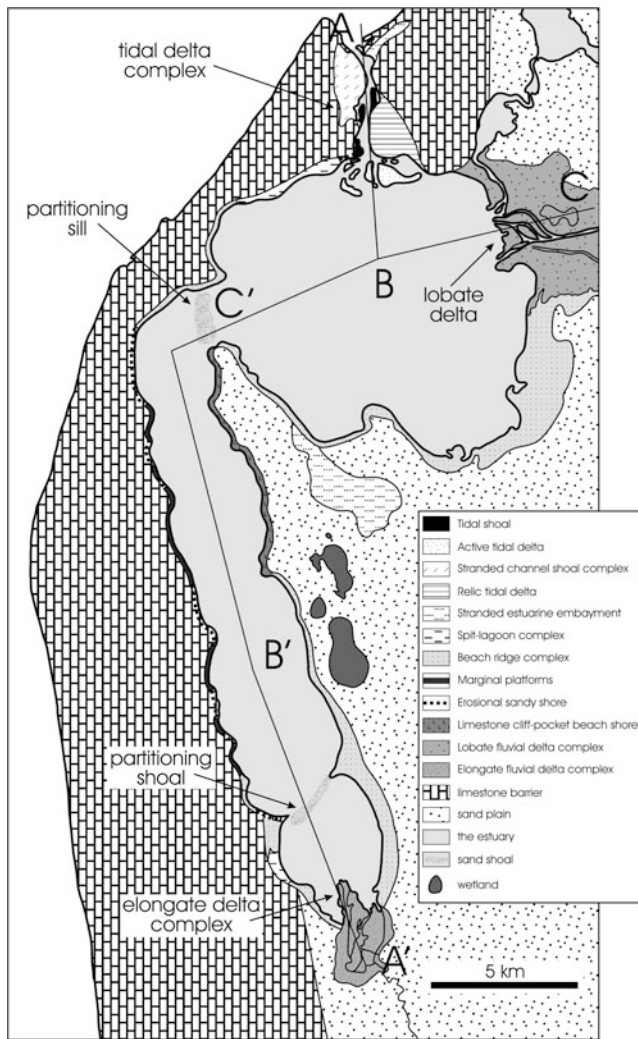 A
tidal delta
complex
partitioning
sill
C
C'
B
lobate
delta
B'
partitioning
shoal
elongate delta
complex
A'
5 km
Tidal shoal
Active tidal delta
Stranded channel shoal complex
Relic tidal delta
Stranded estuarine embayment
Spit-lagoon complex
Beach ridge complex
Marginal platforms
Erosional sandy shore
Limestone cliff-pocket beach shore
Lobate fluvial delta complex
Elongate fluvial delta complex
limestone barrier
sand plain
the estuary
sand shoal
wetland